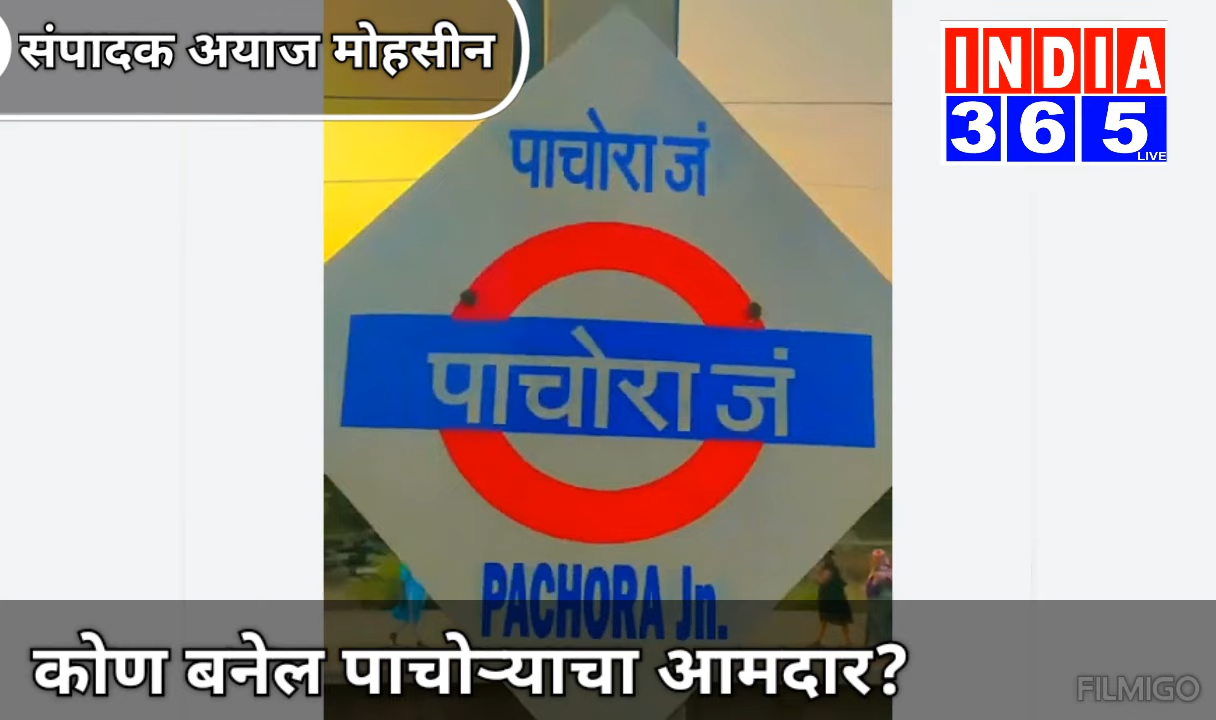 संपादक अयाज मोहसीन
INDIA
365
LIVE
पाचोरा जं
पाचोरा जं
PACHORA Jn.
कोण बनेल पाचोऱ्याचा आमदार?
FILMIGO